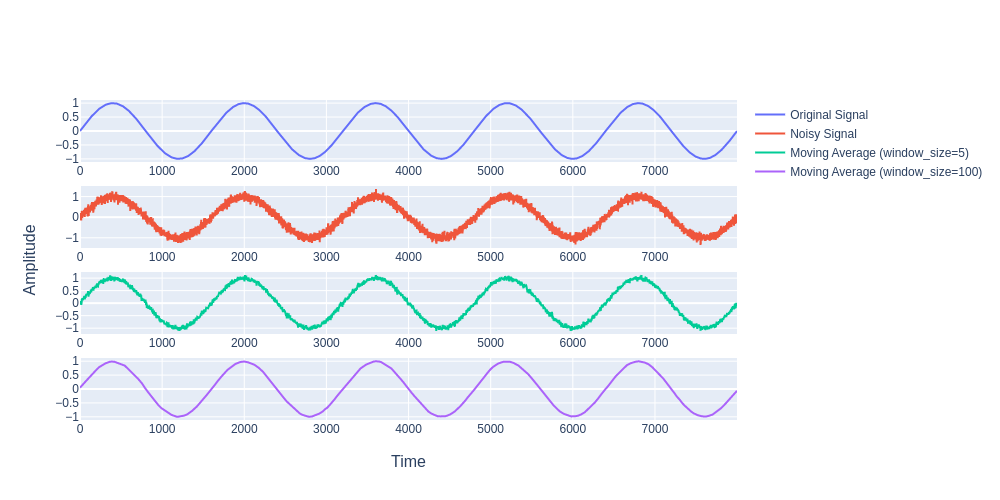 1
0.5
0
−0.5
−1
0 1000 2000 3000 4000 5000 6000 7000
1
0
−1
0 1000 2000 3000 4000 5000 6000 7000
1
0.5
0
−0.5
−1
0 1000 2000 3000 4000 5000 6000 7000
1
0.5
0
−0.5
−1
0 1000 2000 3000 4000 5000 6000 7000
Amplitude
Time
Original Signal
Noisy Signal
Moving Average (window_size=5)
Moving Average (window_size=100)